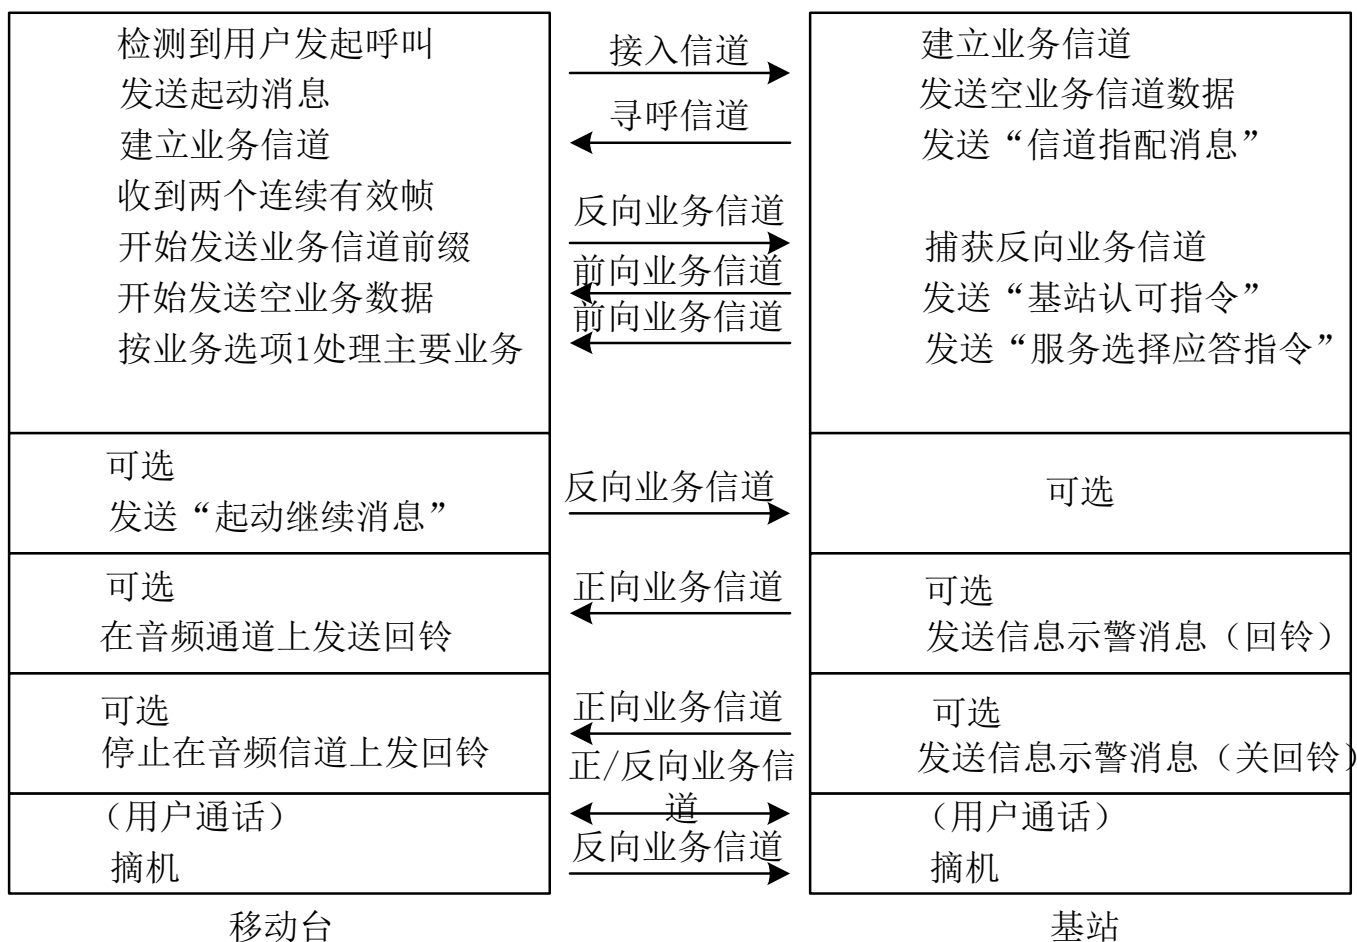 检测到用户发起呼叫
发送起动消息
建立业务信道
收到两个连续有效帧
开始发送业务信道前缀
开始发送空业务数据
按业务选项1处理主要业务
接入信道
寻呼信道
反向业务信道
前向业务信道
前向业务信道
建立业务信道
发送空业务信道数据
发送“信道指配消息”
捕获反向业务信道
发送“基站认可指令”
发送“服务选择应答指令”
可选
发送“起动继续消息”
反向业务信道
可选
可选
在音频通道上发送回铃
正向业务信道
可选
发送信息示警消息（回铃）
可选
停止在音频信道上发回铃
正向业务信道
正/反向业务信
道
可选
发送信息示警消息（关回铃）
（用户通话）
摘机
反向业务信道
（用户通话）
摘机
移动台
基站